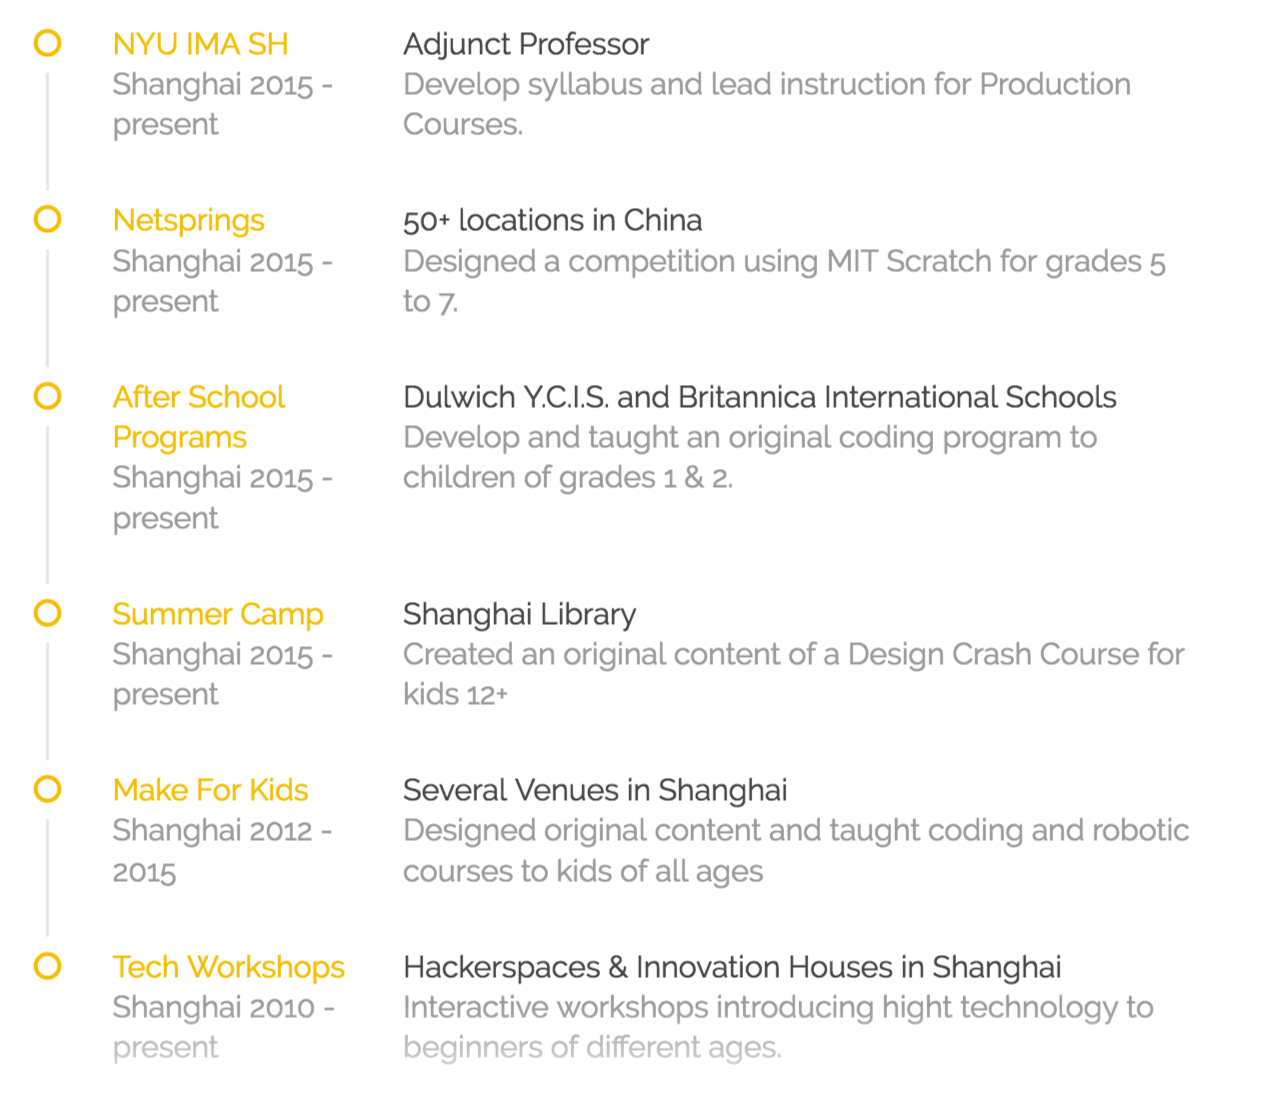 NYU IMA SH
Shanghai 2015 -
present
Adjunct Professor
Develop syllabus and lead instruction for Production
Courses.
Netsprings
Shanghai 2015 -
present
50+ locations in China
Designed a competition using MIT Scratch for grades 5
to 7.
After School
Programs
Shanghai 2015 -
present
Dulwich Y.C.I.S. and Britannica International Schools
Develop and taught an original coding program to
children of grades 1 & 2.
Summer Camp
Shanghai 2015 -
present
Shanghai Library
Created an original content of a Design Crash Course for
kids 12+
Make For Kids
Shanghai 2012 -
2015
Several Venues in Shanghai
Designed original content and taught coding and robotic
courses to kids of all ages
Tech Workshops
Shanghai 2010 -
present
Hackerspaces & Innovation Houses in Shanghai
Interactive workshops introducing hight technology to
beginners of different ages.